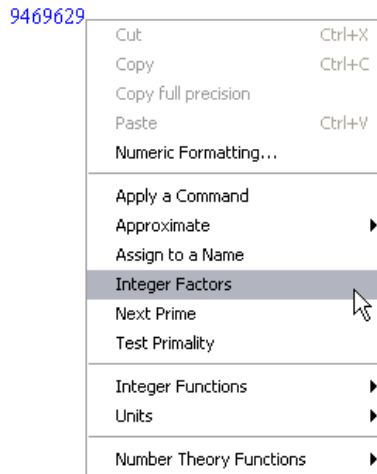 9469629
Cut Ctrl+X
Copy Ctrl+C
Copy full precision
Paste Ctrl+V
Numeric Formatting...
Apply a Command
Approximate
Assign to a Name
Integer Factors
Next Prime
Test Primality
Integer Functions
Units
Number Theory Functions